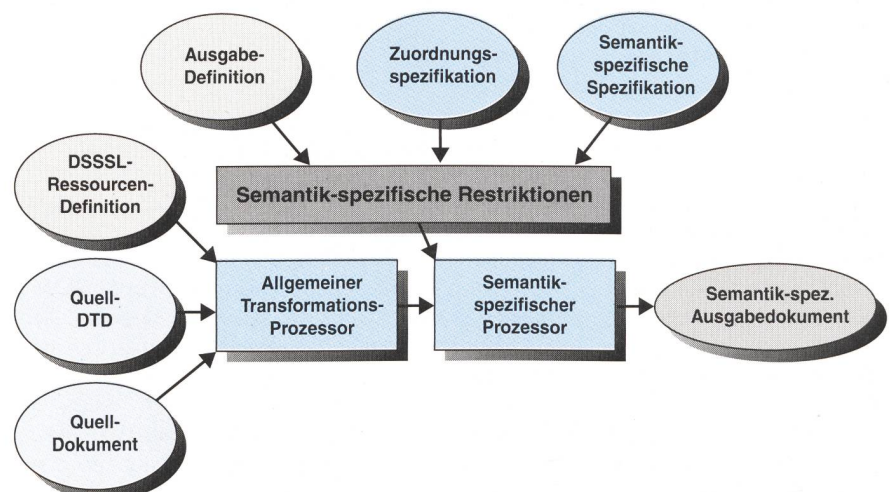 Ausgabe-
Definition
Zuordnungs-
spezifikation
Semantik-
spezifische
Spezifikation
DSSSL-
Ressourcen-
Definition
Semantik-spezifische Restriktionen
Quell-
DTD
Allgemeiner
Transformations-
Prozessor
Semantik-
spezifischer
Prozessor
Semantik-spez.
Ausgabedokument
Quell-
Dokument